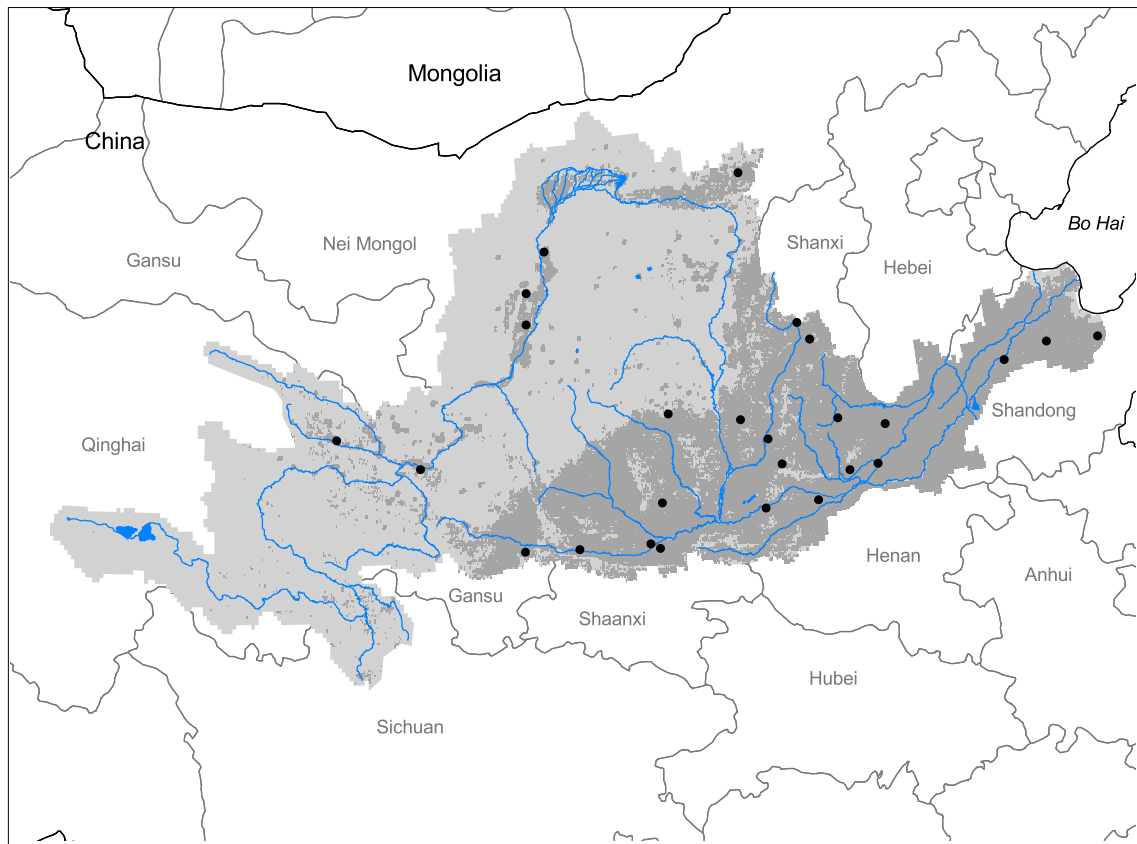 Mongolia
China
Bo Hai
Nei Mongol
Shanxi
Gansu
Hebei
Shandong
Qinghai
Henan
Anhui
Gansu
Shaanxi
Hubei
Sichuan